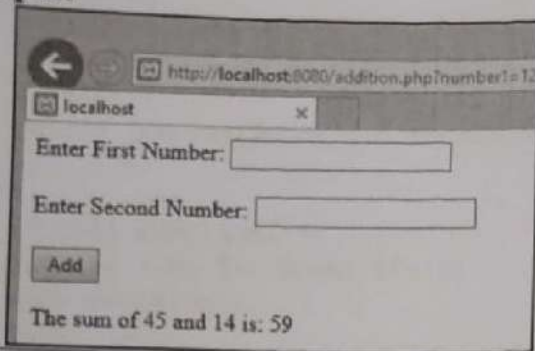 http://localhost:8080/addition.php?number1=12
localhost ×
Enter First Number:
Enter Second Number:
Add
The sum of 45 and 14 is: 59